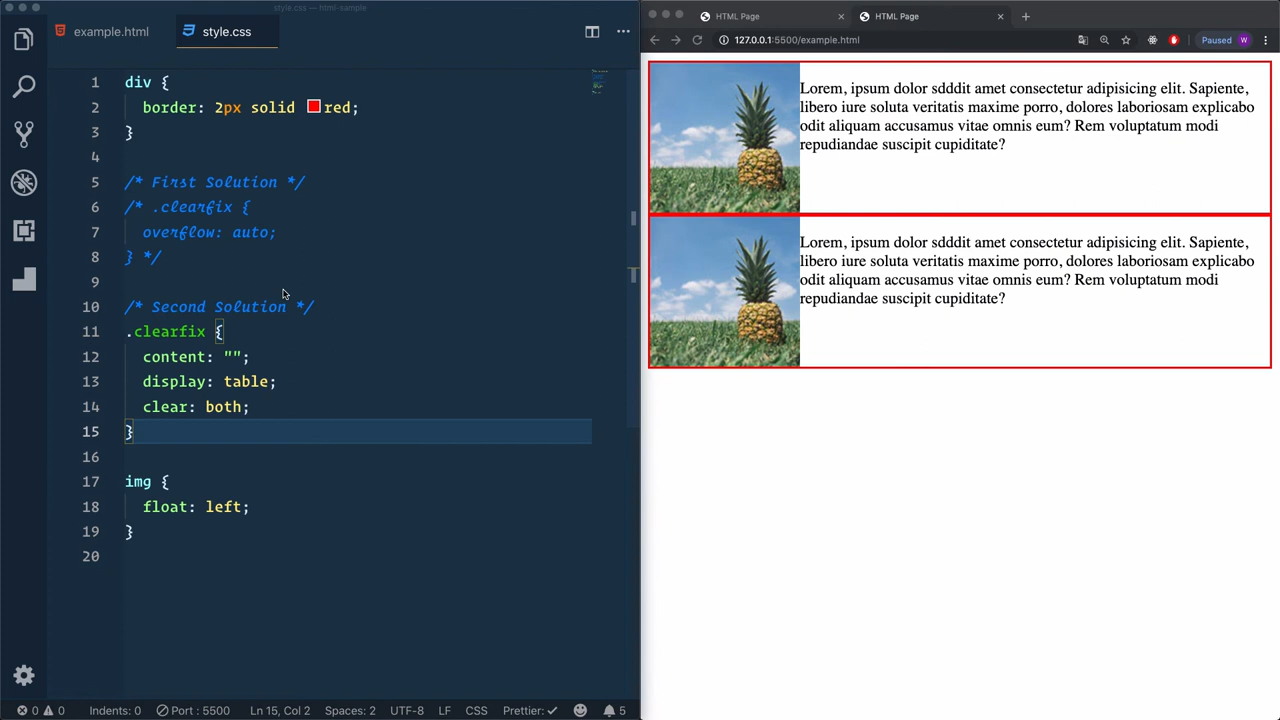 style.css — html-sample
example.html
style.css
1 div {
2 border: 2px solid red;
3 }
4
5 /* First Solution */
6 /* .clearfix {
7 overflow: auto;
8 } */
9
10 /* Second Solution */
11 .clearfix {
12 content: "";
13 display: table;
14 clear: both;
15 }
16
17 img {
18 float: left;
19 }
20
0 0 Indents: 0 Port : 5500 Ln 15, Col 2 Spaces: 2 UTF-8 LF CSS Prettier: 5
HTML Page
HTML Page
127.0.0.1:5500/example.html
Paused W
Lorem, ipsum dolor sdddit amet consectetur adipisicing elit. Sapiente,
libero iure soluta veritatis maxime porro, dolores laboriosam explicabo
odit aliquam accusamus vitae omnis eum? Rem voluptatum modi
repudiandae suscipit cupiditate?
Lorem, ipsum dolor sdddit amet consectetur adipisicing elit. Sapiente,
libero iure soluta veritatis maxime porro, dolores laboriosam explicabo
odit aliquam accusamus vitae omnis eum? Rem voluptatum modi
repudiandae suscipit cupiditate?